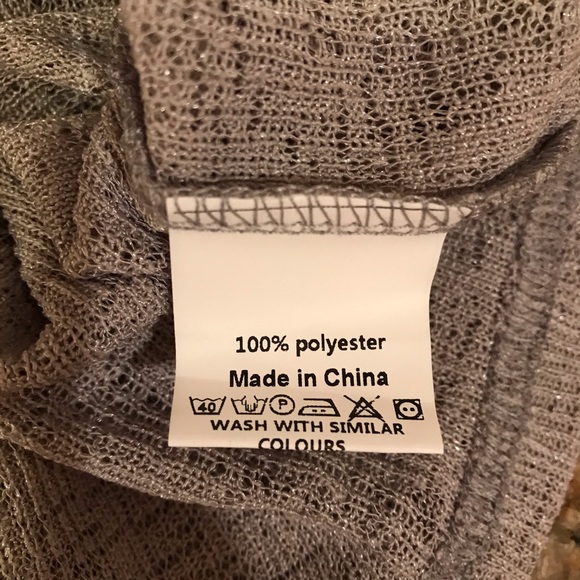 100% polyester
Made in China
40 P
WASH WITH SIMILAR
COLOURS